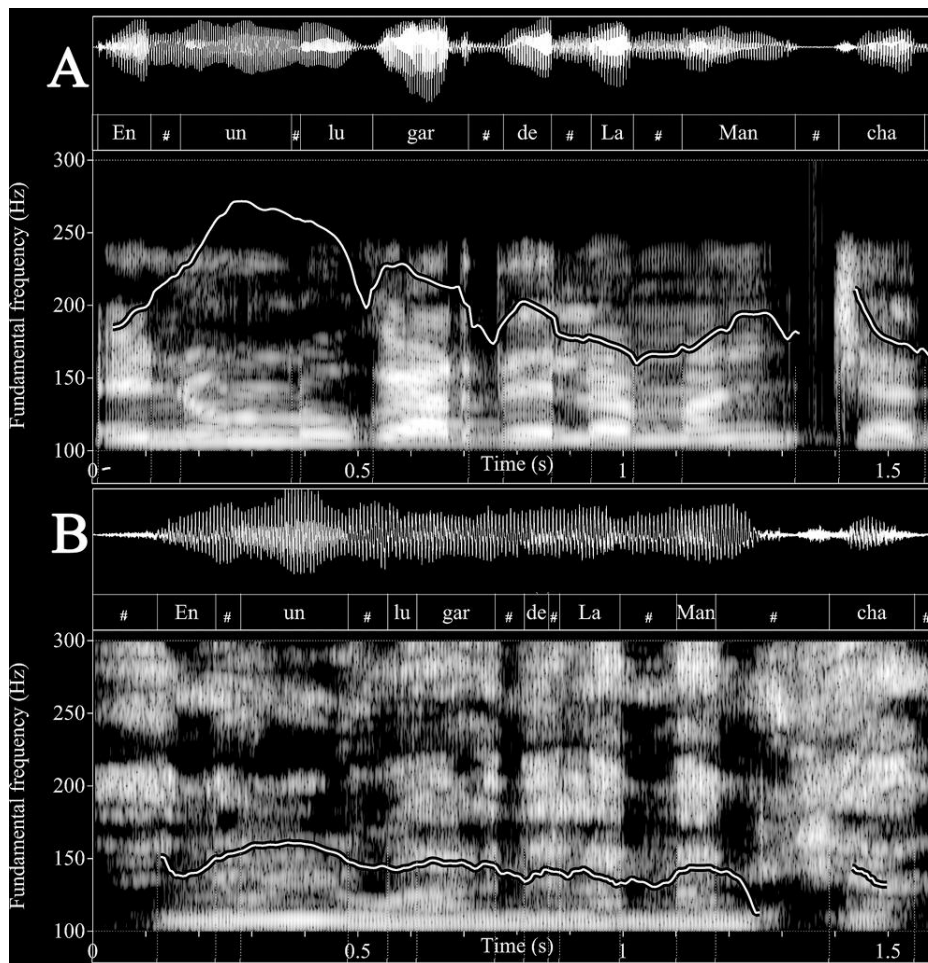 A
En # un # lu gar # de # La # Man # cha
300
250
200
150
100
Fundamental frequency (Hz)
0 0.5 1 1.5
Time (s)
B
# En # un # lu gar # de # La # Man # cha #
300
250
200
150
100
Fundamental frequency (Hz)
0 0.5 1 1.5
Time (s)